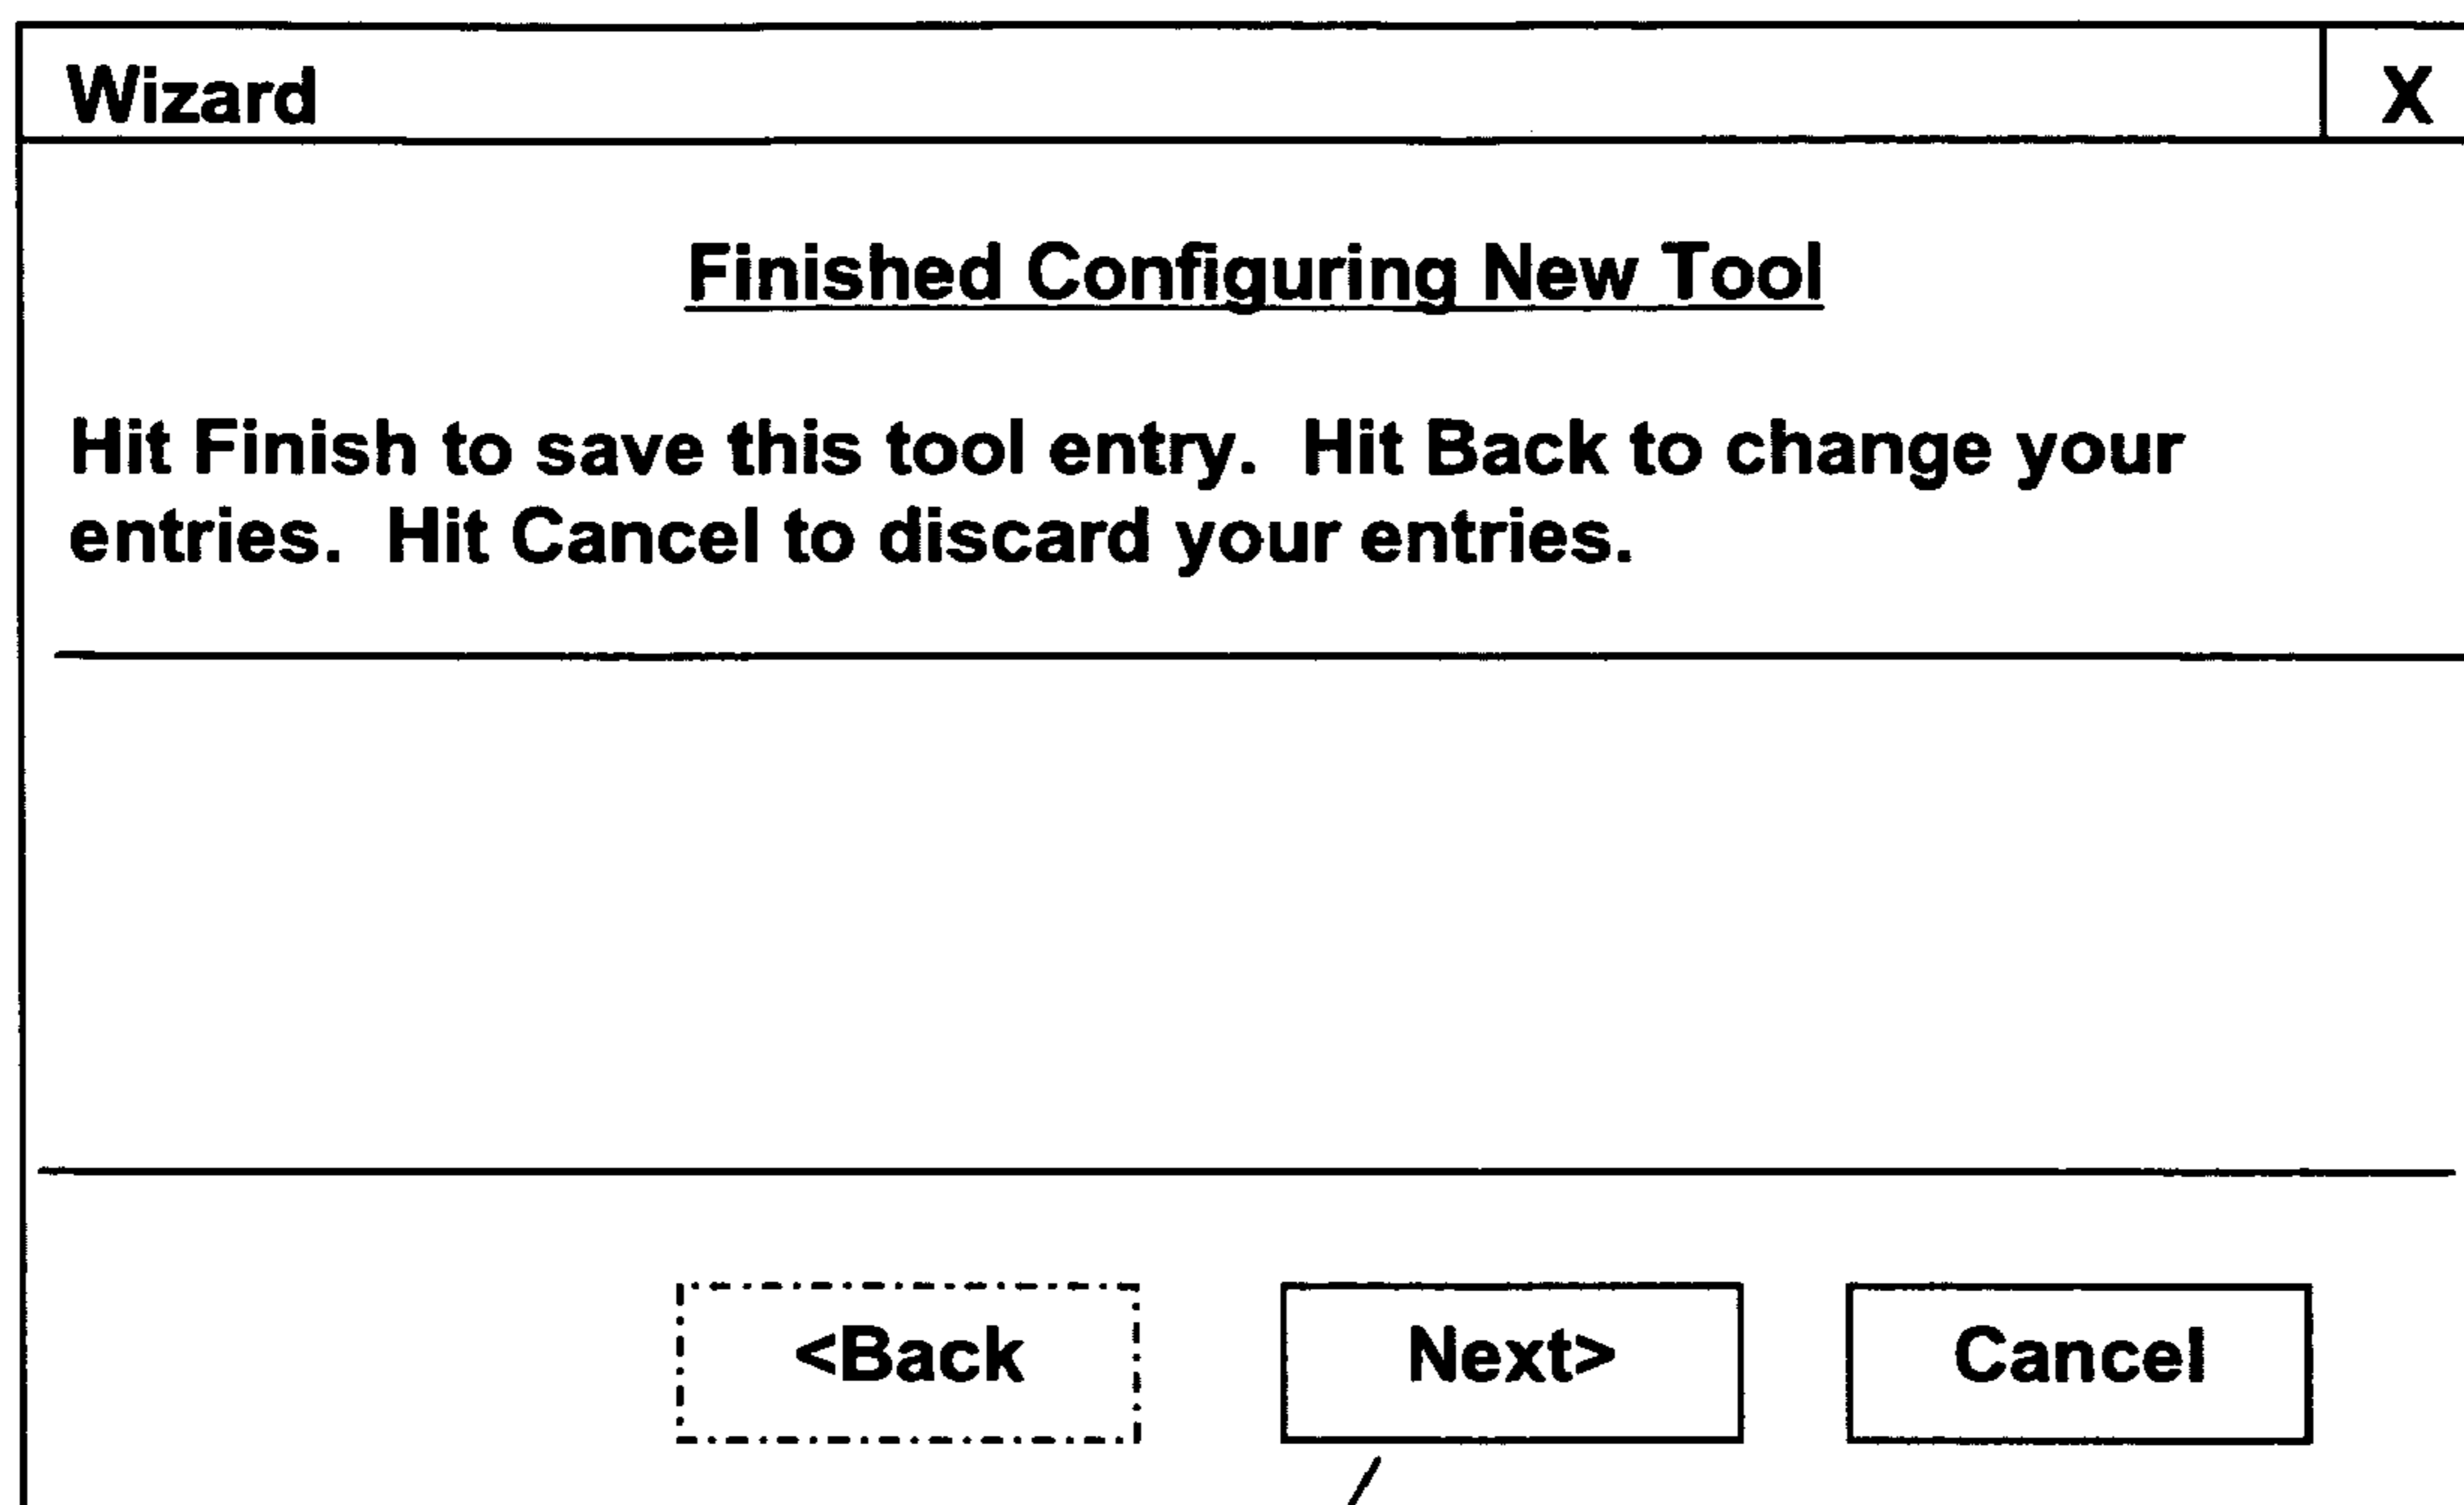 Wizard X
Finished Configuring New Tool
Hit Finish to save this tool entry.  Hit Back to change your
entries.  Hit Cancel to discard your entries.
<Back Next> Cancel